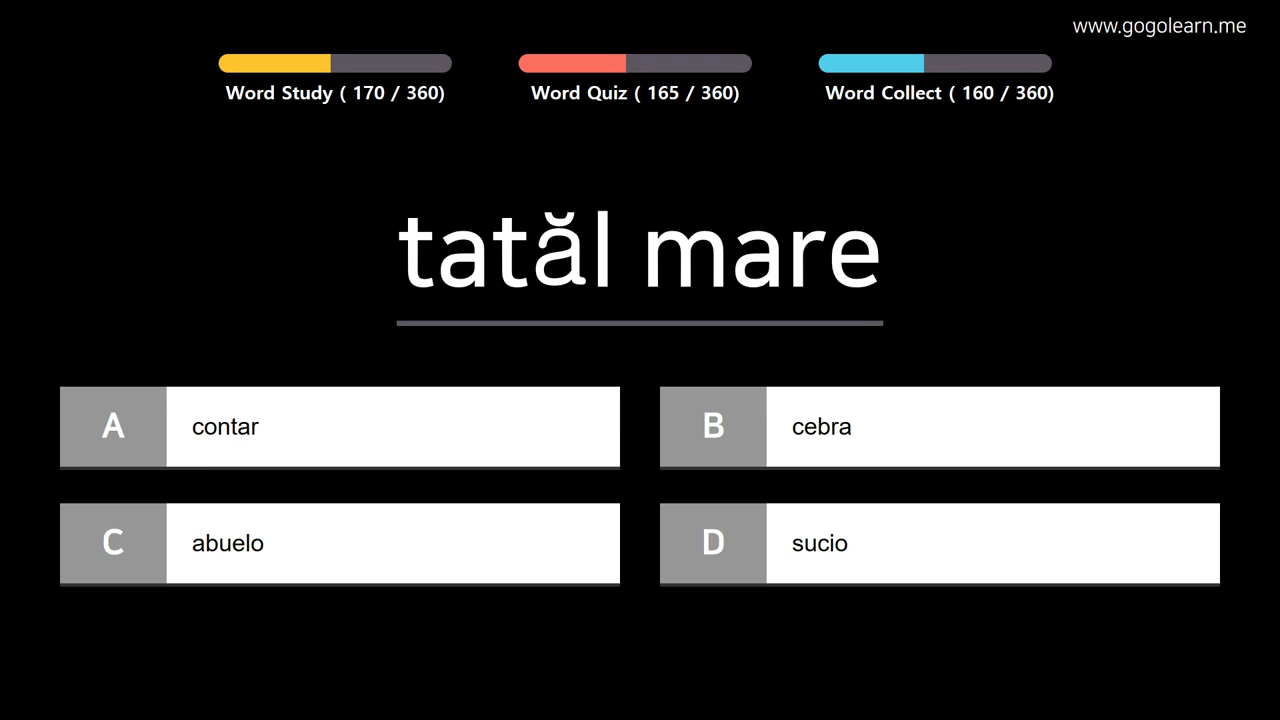 www.gogolearn.me
Word Study ( 170 / 360)
Word Quiz ( 165 / 360)
Word Collect ( 160 / 360)
tatăl mare
A contar
B cebra
C abuelo
D sucio